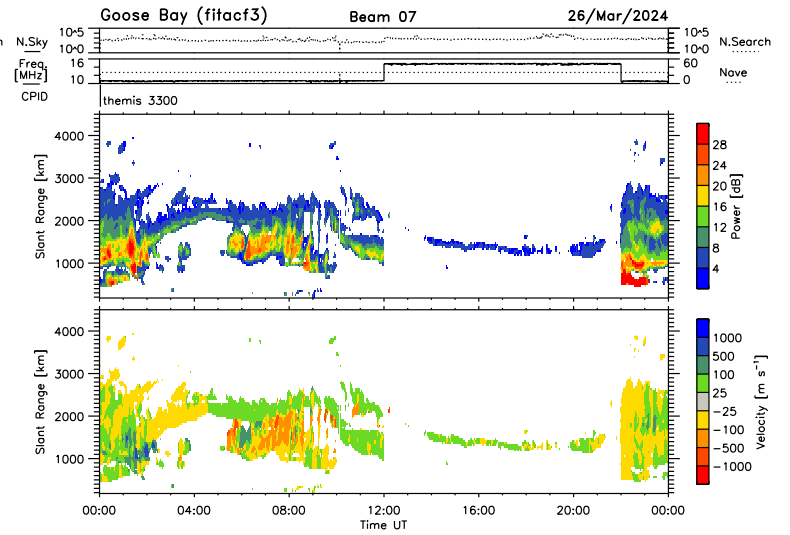 Goose Bay (fitacf3) Beam 07 26/Mar/2024
N.Sky 10^5 10^5 N.Search
10^0 10^0
Freq. 16 60 Nave
[MHz] 10 0
CPID themis 3300
Slant Range [km]
4000
3000
2000
1000
Power [dB]
28
24
20
16
12
8
4
Slant Range [km]
4000
3000
2000
1000
Velocity [m s⁻¹]
1000
500
100
25
-25
-100
-500
-1000
00:00 04:00 08:00 12:00 16:00 20:00 00:00
Time UT